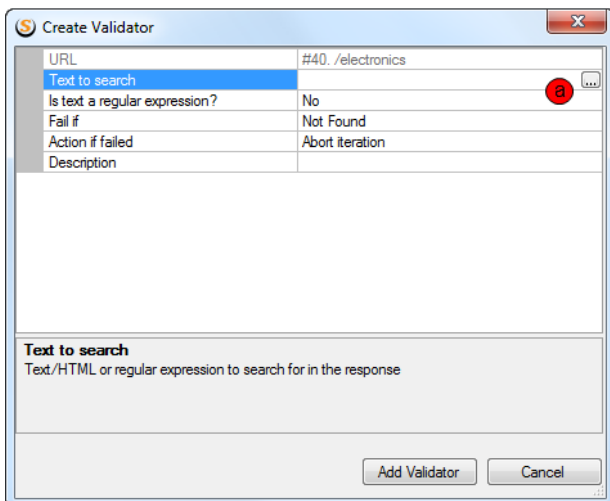 S Create Validator X
URL #40. /electronics
Text to search ...
a
Is text a regular expression? No
Fail if Not Found
Action if failed Abort iteration
Description
Text to search
Text/HTML or regular expression to search for in the response
Add Validator Cancel